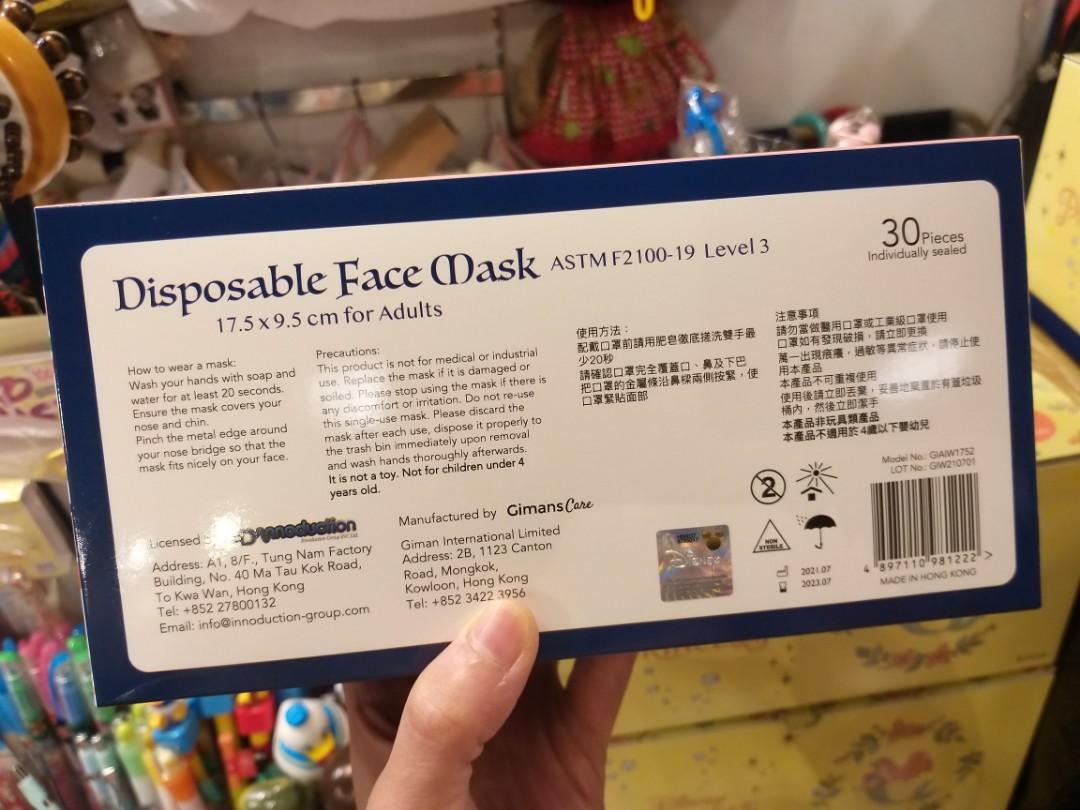 Disposable Face Mask ASTM F2100-19 Level 3
17.5 x 9.5 cm for Adults
30 Pieces
Individually sealed
How to wear a mask:
Wash your hands with soap and
water for at least 20 seconds.
Ensure the mask covers your
nose and chin.
Pinch the metal edge around
your nose bridge so that the
mask fits nicely on your face.
Precautions:
This product is not for medical or industrial
use. Replace the mask if it is damaged or
soiled. Please stop using the mask if there is
any discomfort or irritation. Do not re-use
this single-use mask. Please discard the
mask after each use, dispose it properly to
the trash bin immediately upon removal
and wash hands thoroughly afterwards.
It is not a toy. Not for children under 4
years old.
使用方法：
配戴口罩前請用肥皂徹底搓洗雙手最
少20秒
請確認口罩完全覆蓋口、鼻及下巴
把口罩的金屬條沿鼻樑兩側按緊，使
口罩緊貼面部
注意事項
請勿當做醫用口罩或工業級口罩使用
口罩如有發現破損，請立即更換
萬一出現痕癢，過敏等異常症狀，請停止使
用本產品
本產品不可重複使用
使用後請立即丟棄，妥善地棄置於有蓋垃圾
桶內，然後立即潔手
本產品非玩具類產品
本產品不適用於4歲以下嬰幼兒
Licensed
Innoduction
Innoduction Group (HK) Ltd.
Address: A1, 8/F., Tung Nam Factory
Building, No. 40 Ma Tau Kok Road,
To Kwa Wan, Hong Kong
Tel: +852 27800132
Email: info@innoduction-group.com
Manufactured by GimansCare
Giman International Limited
Address: 2B, 1123 Canton
Road, Mongkok,
Kowloon, Hong Kong
Tel: +852 3422 3956
DISNEY
2
NON
STERILE
2021.07
2023.07
Model No.: GIAIW1752
LOT No.: GIW210701
4 897110 981222 >
MADE IN HONG KONG